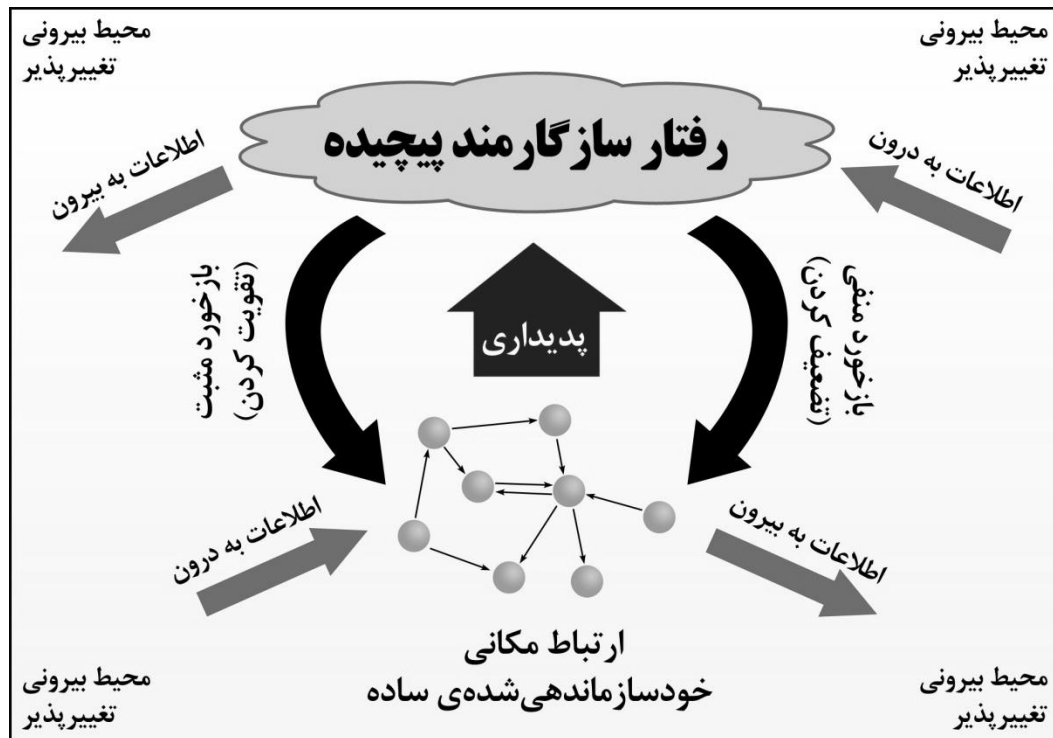 محیط بیرونی
تغییرپذیر
محیط بیرونی
تغییرپذیر
رفتار سازگارمند پیچیده
اطلاعات به درون
اطلاعات به بیرون
بازخورد منفی
(تضعیف کردن)
پدیداری
بازخورد مثبت
(تقویت کردن)
اطلاعات به بیرون
اطلاعات به درون
ارتباط مکانی
خودسازماندهی‌شده‌ی ساده
محیط بیرونی
تغییرپذیر
محیط بیرونی
تغییرپذیر